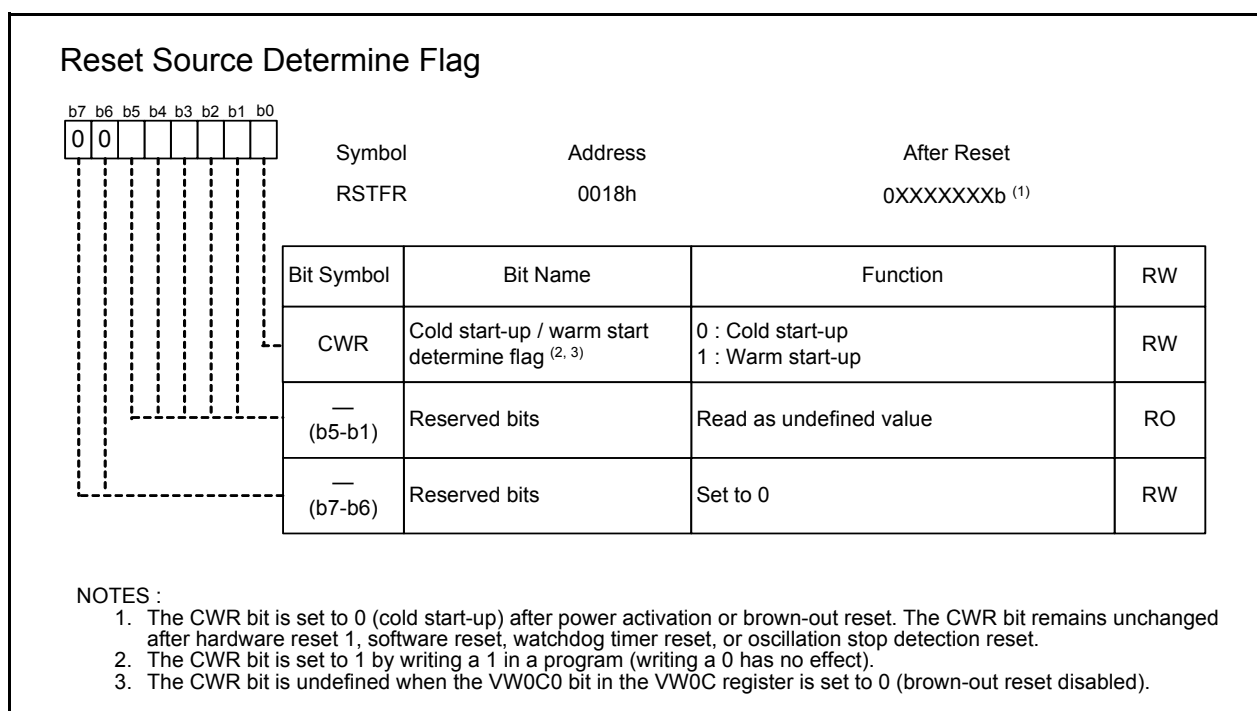 Reset Source Determine Flag
b7 b6 b5 b4 b3 b2 b1 b0
0 0
Symbol Address After Reset
RSTFR 0018h 0XXXXXXXb (1)
Bit Symbol Bit Name Function RW
CWR Cold start-up / warm start determine flag (2, 3) 0 : Cold start-up 1 : Warm start-up RW
— (b5-b1) Reserved bits Read as undefined value RO
— (b7-b6) Reserved bits Set to 0 RW
NOTES :
1. The CWR bit is set to 0 (cold start-up) after power activation or brown-out reset. The CWR bit remains unchanged
after hardware reset 1, software reset, watchdog timer reset, or oscillation stop detection reset.
2. The CWR bit is set to 1 by writing a 1 in a program (writing a 0 has no effect).
3. The CWR bit is undefined when the VW0C0 bit in the VW0C register is set to 0 (brown-out reset disabled).